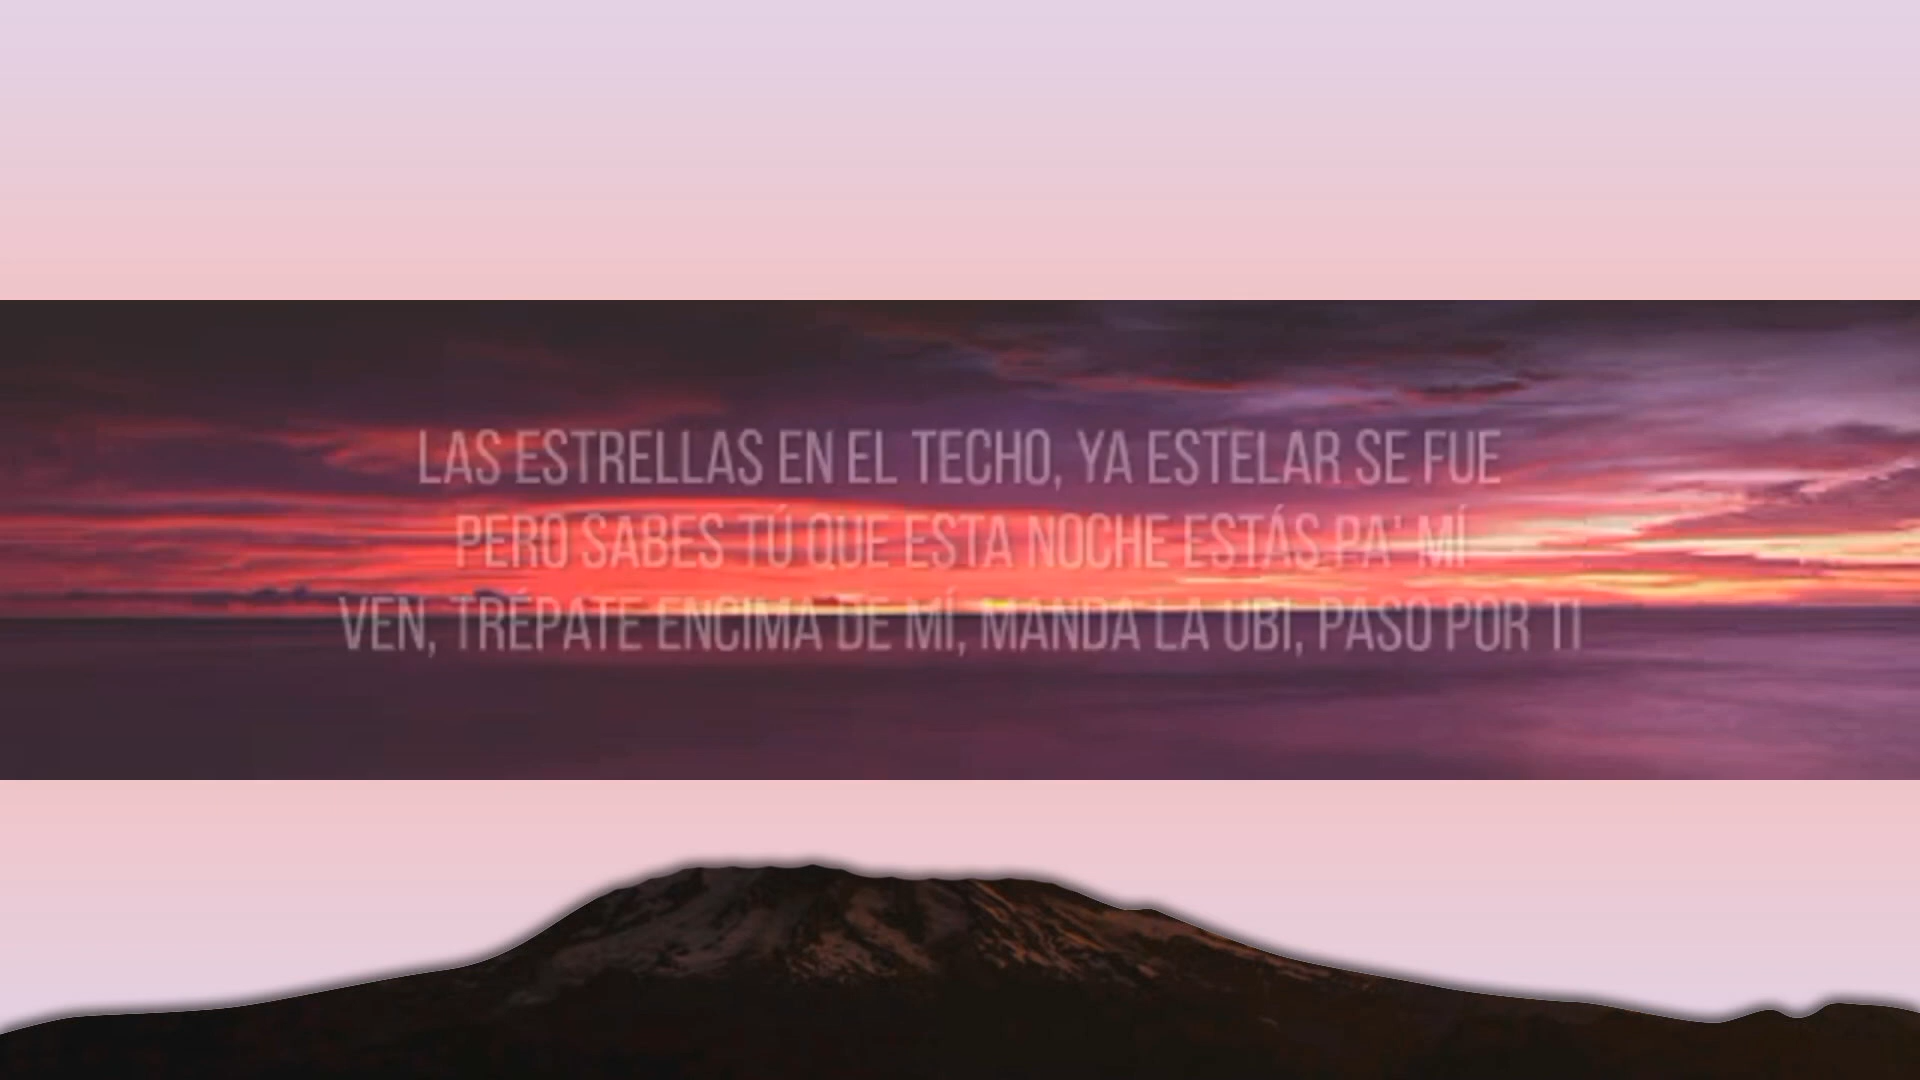 LAS ESTRELLAS EN EL TECHO, YA ESTELAR SE FUE
PERO SABES TÚ QUE ESTA NOCHE ESTÁS PA' MÍ
VEN, TRÉPATE ENCIMA DE MÍ, MANDA LA UBI, PASO POR TI